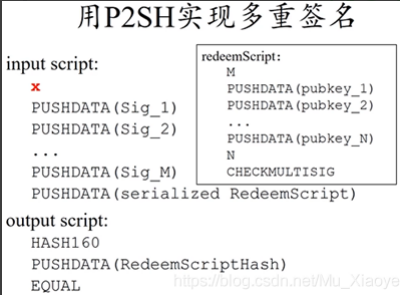 用P2SH实现多重签名
input script:
x
PUSHDATA(Sig_1)
PUSHDATA(Sig_2)
...
PUSHDATA(Sig_M)
PUSHDATA(serialized RedeemScript)
redeemScript:
M
PUSHDATA(pubkey_1)
PUSHDATA(pubkey_2)
...
PUSHDATA(pubkey_N)
N
CHECKMULTISIG
output script:
HASH160
PUSHDATA(RedeemScriptHash)
EQUAL
https://blog.csdn.net/Mu_Xiaoye